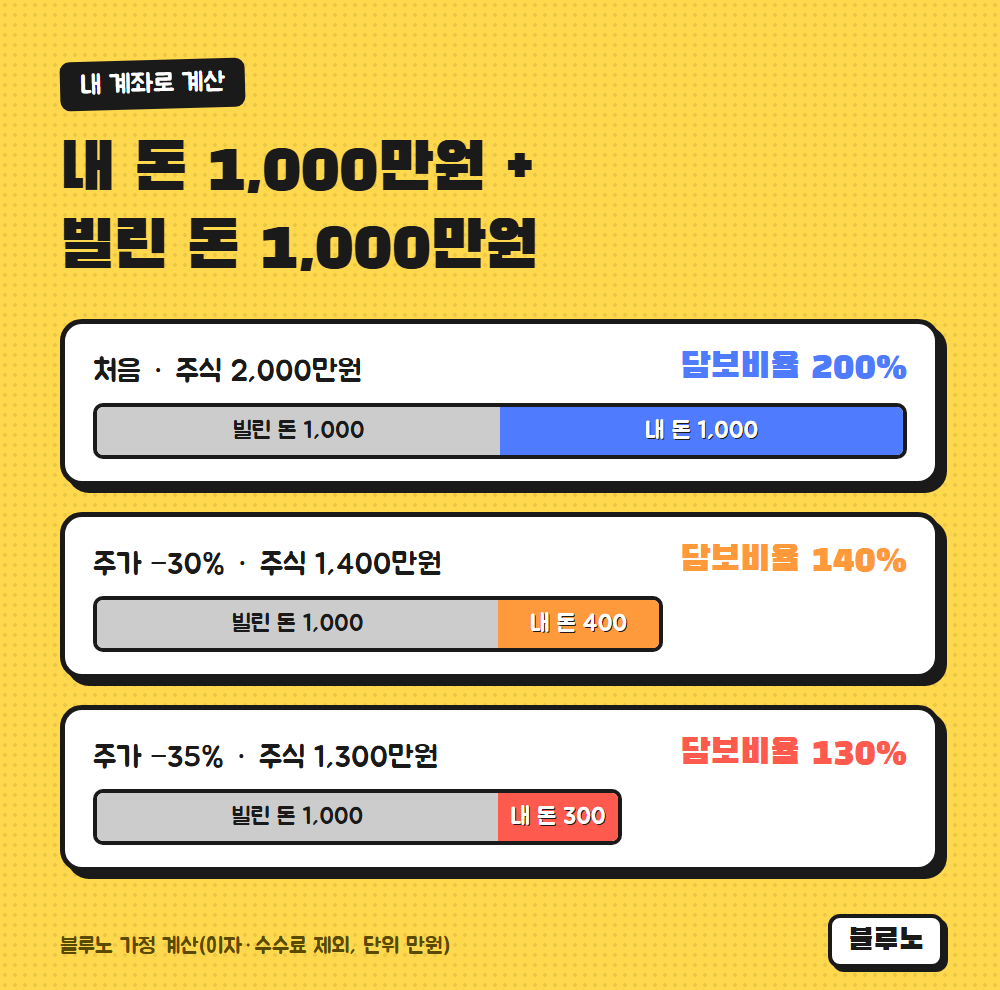 내 계좌로 계산
내 돈 1,000만원 +
빌린 돈 1,000만원
처음 · 주식 2,000만원
담보비율 200%
빌린 돈 1,000
내 돈 1,000
주가 −30% · 주식 1,400만원
담보비율 140%
빌린 돈 1,000
내 돈 400
주가 −35% · 주식 1,300만원
담보비율 130%
빌린 돈 1,000
내 돈 300
블루노 가정 계산(이자·수수료 제외, 단위 만원)
블루노